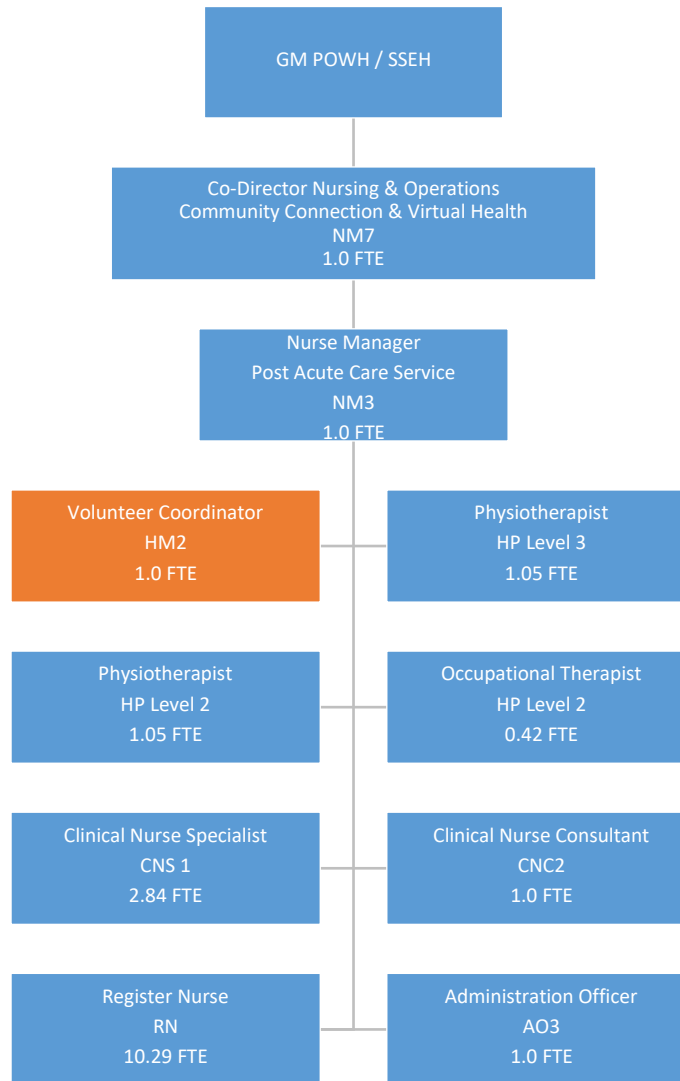 GM POWH / SSEH
Co-Director Nursing & Operations
Community Connection & Virtual Health
NM7
1.0 FTE
Nurse Manager
Post Acute Care Service
NM3
1.0 FTE
Volunteer Coordinator
HM2
1.0 FTE
Physiotherapist
HP Level 3
1.05 FTE
Physiotherapist
HP Level 2
1.05 FTE
Occupational Therapist
HP Level 2
0.42 FTE
Clinical Nurse Specialist
CNS 1
2.84 FTE
Clinical Nurse Consultant
CNC2
1.0 FTE
Register Nurse
RN
10.29 FTE
Administration Officer
AO3
1.0 FTE